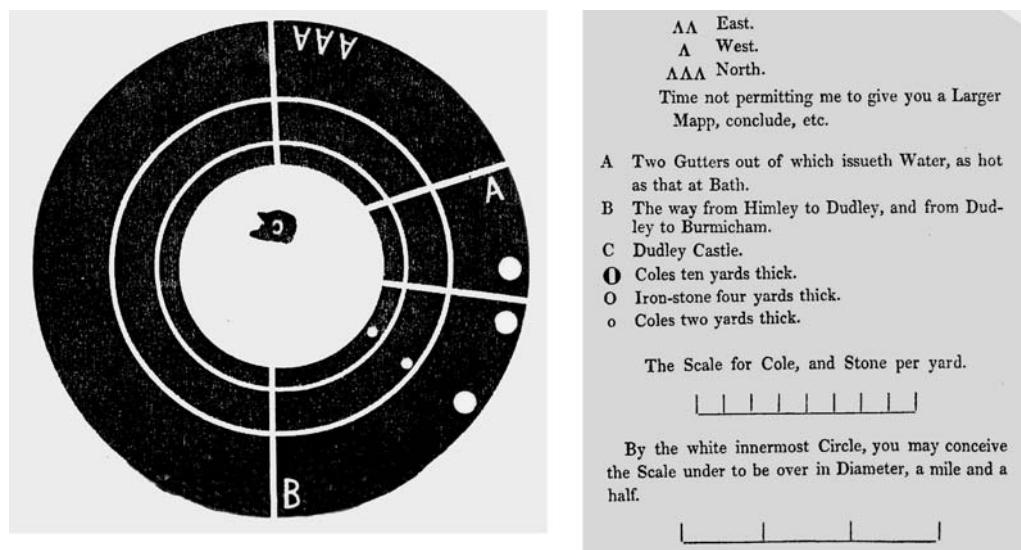 ΛΛΛ
A
C
B
ΛΛ East.
Λ West.
ΛΛΛ North.
Time not permitting me to give you a Larger
Mapp, conclude, etc.
A Two Gutters out of which issueth Water, as hot
as that at Bath.
B The way from Himley to Dudley, and from Dud-
ley to Burmicham.
C Dudley Castle.
O Coles ten yards thick.
O Iron-stone four yards thick.
o Coles two yards thick.
The Scale for Cole, and Stone per yard.
By the white innermost Circle, you may conceive
the Scale under to be over in Diameter, a mile and a
half.